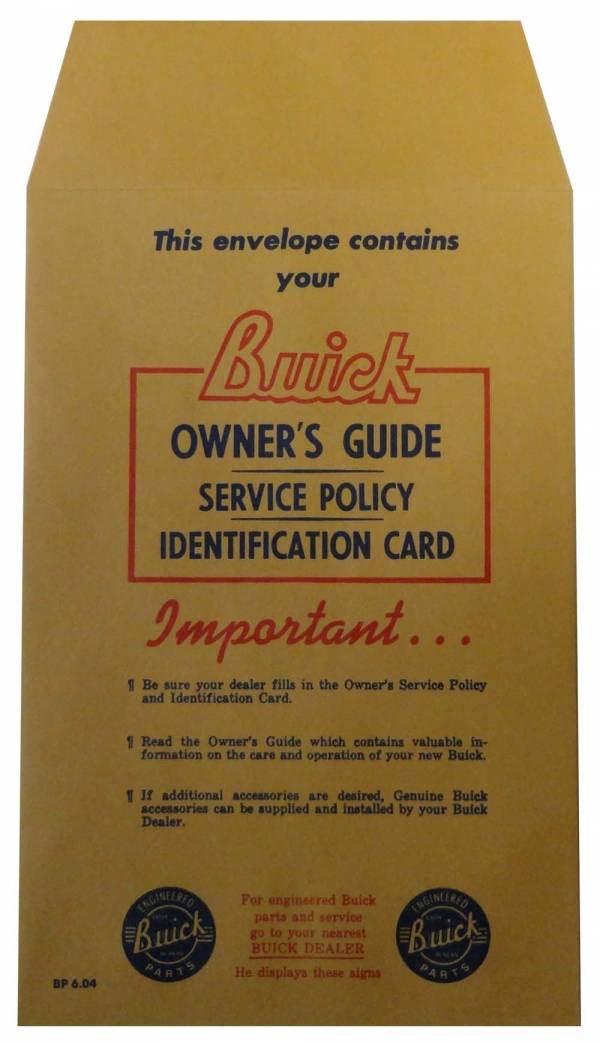 This envelope contains
your
Buick
OWNER'S GUIDE
SERVICE POLICY
IDENTIFICATION CARD
Important...
¶ Be sure your dealer fills in the Owner's Service Policy
and Identification Card.
¶ Read the Owner's Guide which contains valuable in-
formation on the care and operation of your new Buick.
¶ If additional accessories are desired, Genuine Buick
accessories can be supplied and installed by your Buick
Dealer.
ENGINEERED
Buick
PARTS
For engineered Buick
parts and service
go to your nearest
BUICK DEALER
He displays these signs
ENGINEERED
Buick
PARTS
BP 6.04